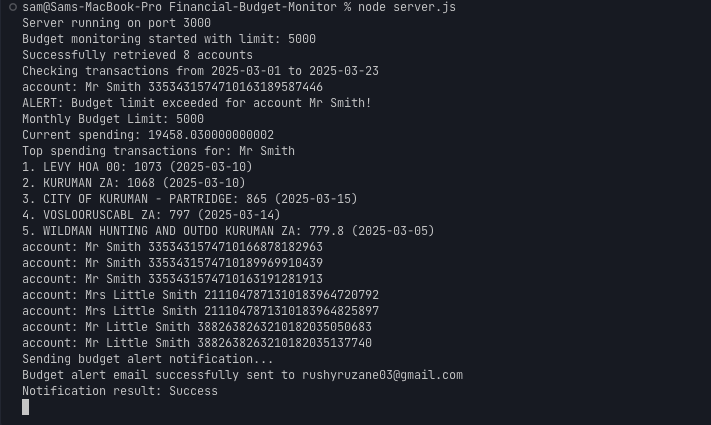 sam@Sams-MacBook-Pro Financial-Budget-Monitor % node server.js
Server running on port 3000
Budget monitoring started with limit: 5000
Successfully retrieved 8 accounts
Checking transactions from 2025-03-01 to 2025-03-23
account: Mr Smith 3353431574710163189587446
ALERT: Budget limit exceeded for account Mr Smith!
Monthly Budget Limit: 5000
Current spending: 19458.030000000002
Top spending transactions for: Mr Smith
1. LEVY HOA 00: 1073 (2025-03-10)
2. KURUMAN ZA: 1068 (2025-03-10)
3. CITY OF KURUMAN - PARTRIDGE: 865 (2025-03-15)
4. VOSLOORUSCABL ZA: 797 (2025-03-14)
5. WILDMAN HUNTING AND OUTDO KURUMAN ZA: 779.8 (2025-03-05)
account: Mr Smith 3353431574710166878182963
account: Mr Smith 3353431574710189969910439
account: Mr Smith 3353431574710163191281913
account: Mrs Little Smith 2111047871310183964720792
account: Mrs Little Smith 2111047871310183964825897
account: Mr Little Smith 3882638263210182035050683
account: Mr Little Smith 3882638263210182035137740
Sending budget alert notification...
Budget alert email successfully sent to rushyruzane03@gmail.com
Notification result: Success